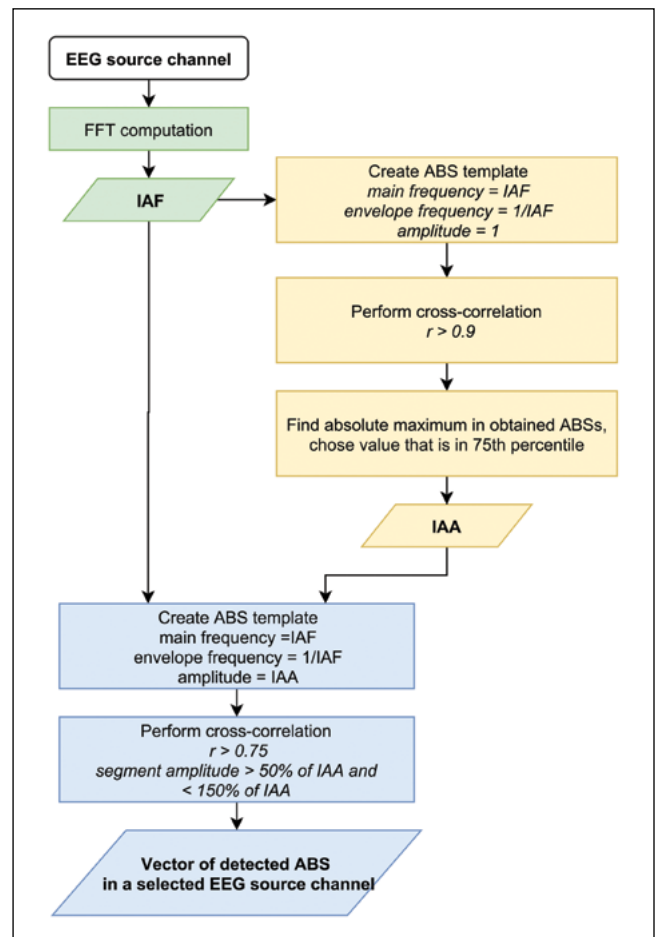 EEG source channel
FFT computation
IAF
Create ABS template
main frequency = IAF
envelope frequency = 1/IAF
amplitude = 1
Perform cross-correlation
r > 0.9
Find absolute maximum in obtained ABSs,
chose value that is in 75th percentile
IAA
Create ABS template
main frequency =IAF
envelope frequency = 1/IAF
amplitude = IAA
Perform cross-correlation
r > 0.75
segment amplitude > 50% of IAA and
< 150% of IAA
Vector of detected ABS
in a selected EEG source channel